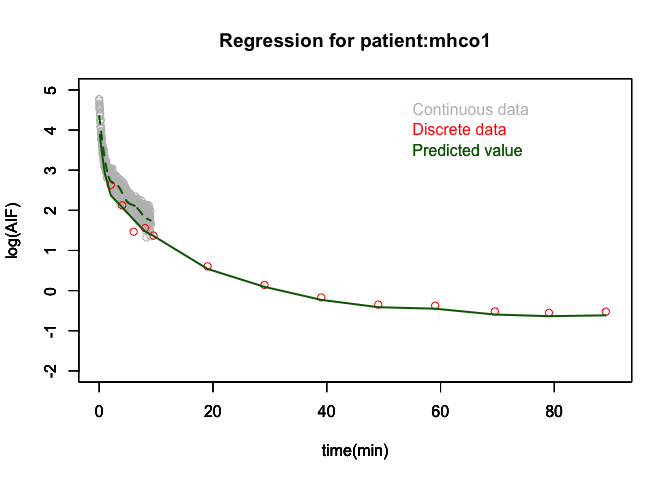 Regression for patient:mhco1
Continuous data
Discrete data
Predicted value
log(AIF)
5
4
3
2
1
0
-1
-2
0 20 40 60 80
time(min)